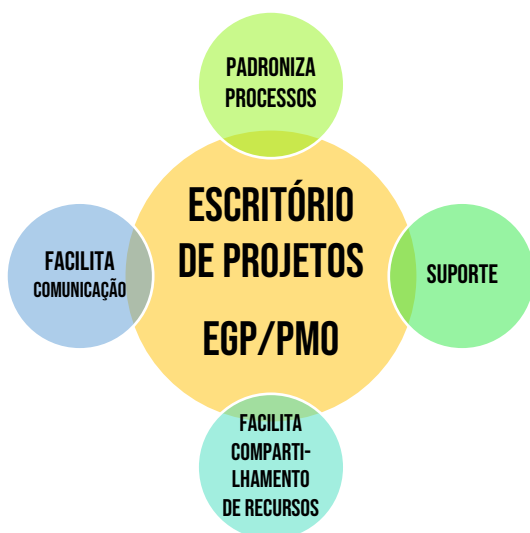 PADRONIZA
PROCESSOS
ESCRITÓRIO
DE PROJETOS
EGP/PMO
FACILITA
COMUNICAÇÃO
SUPORTE
FACILITA
COMPARTI-
LHAMENTO
DE RECURSOS